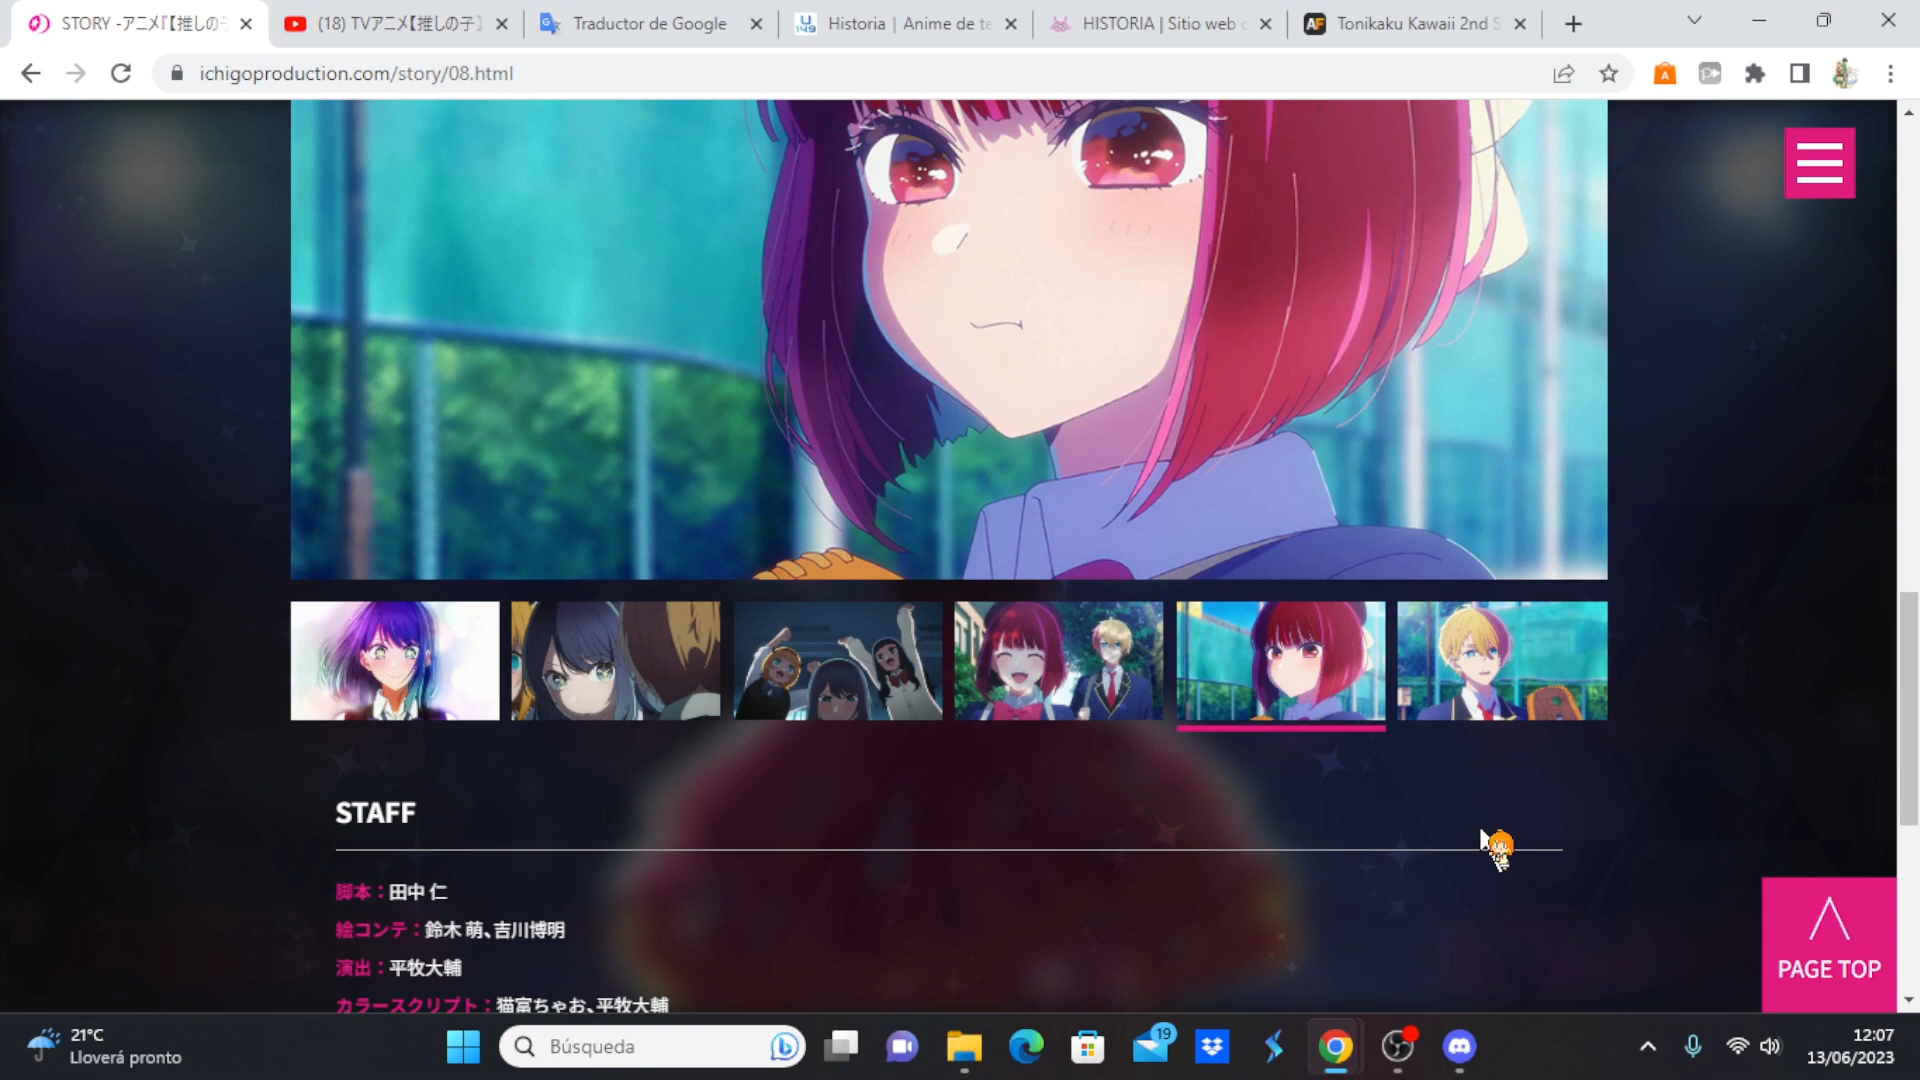 STORY -アニメ『【推しの子
(18) TVアニメ【推しの子】
Traductor de Google
Historia | Anime de te
HISTORIA | Sitio web c
Tonikaku Kawaii 2nd S
ichigoproduction.com/story/08.html
STAFF
脚本：田中 仁
絵コンテ：鈴木 萌、吉川博明
演出：平牧大輔
カラースクリプト：猫富ちゃお、平牧大輔
PAGE TOP
21°C
Lloverá pronto
Búsqueda
19
12:07
13/06/2023